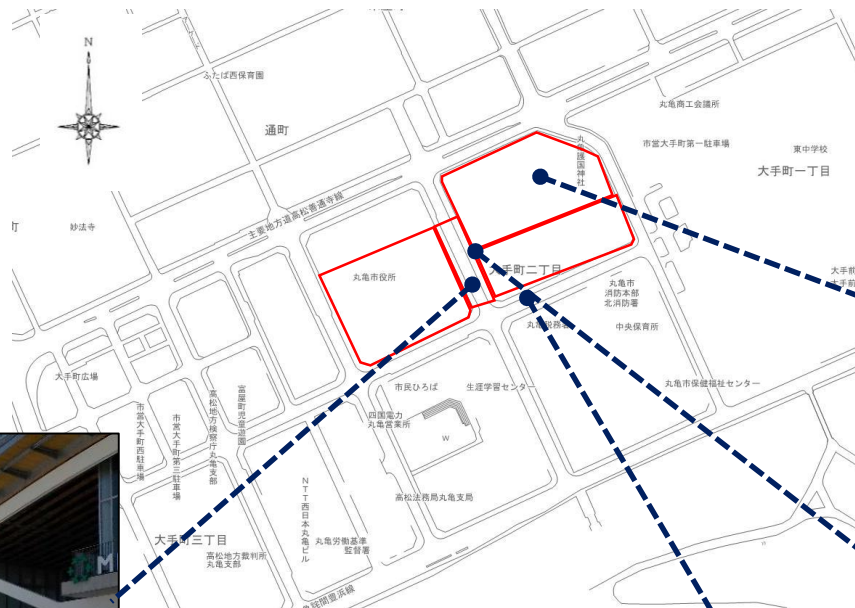 N
ふたば西保育園
通町
丸亀商工会議所
市営大手町第一駐車場
東中学校
大手町一丁目
丸亀護国神社
妙法寺
主要地方道高松善通寺線
丸亀市役所
大手町二丁目
丸亀市
消防本部
北消防署
中央保育所
大手町広場
市民ひろば
生涯学習センター
丸亀市保健福祉センター
四国電力
丸亀営業所
W
市営大手町西駐車場
市営大手町第三駐車場
高松地方検察庁丸亀支部
富屋町児童遊園
高松法務局丸亀支局
NTT西日本丸亀ビル
丸亀労働基準
監督署
大手町三丁目
高松地方裁判所
丸亀支部
M